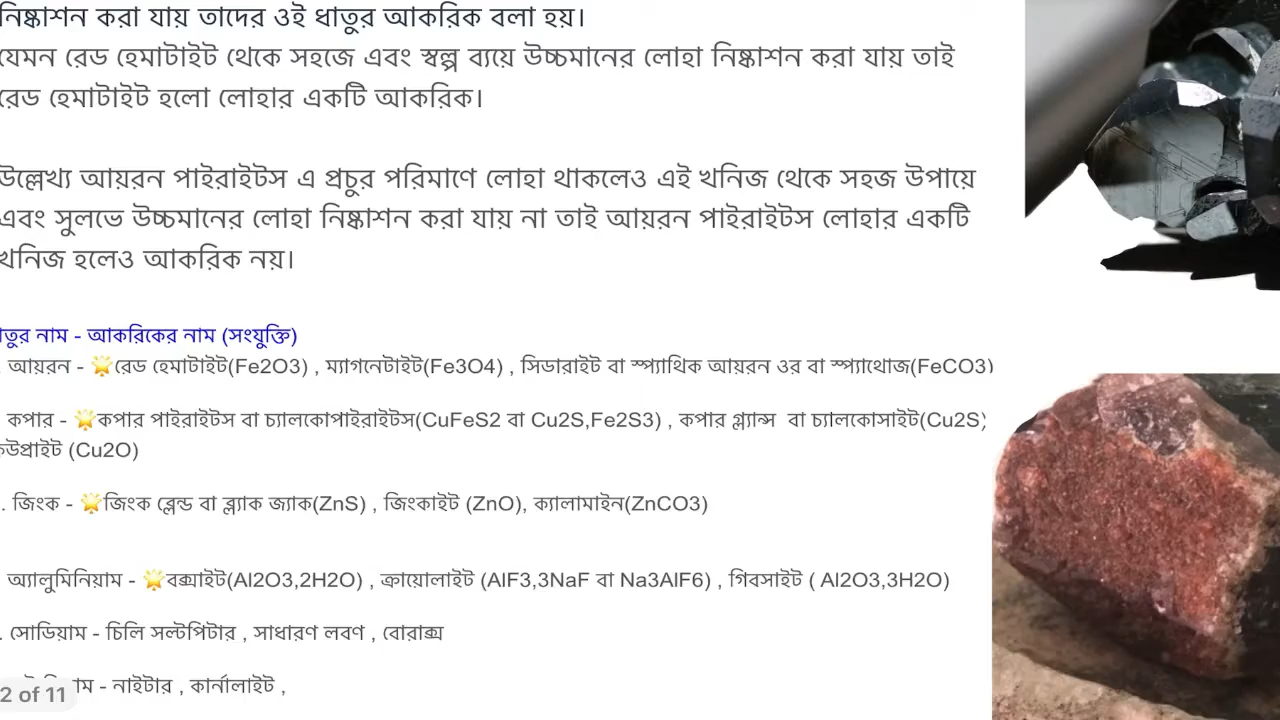 নিষ্কাশন করা যায় তাদের ওই ধাতুর আকরিক বলা হয়।
যেমন রেড হেমাটাইট থেকে সহজে এবং স্বল্প ব্যয়ে উচ্চমানের লোহা নিষ্কাশন করা যায় তাই
রেড হেমাটাইট হলো লোহার একটি আকরিক।
উল্লেখ্য আয়রন পাইরাইটস এ প্রচুর পরিমাণে লোহা থাকলেও এই খনিজ থেকে সহজ উপায়ে
এবং সুলভে উচ্চমানের লোহা নিষ্কাশন করা যায় না তাই আয়রন পাইরাইটস লোহার একটি
খনিজ হলেও আকরিক নয়।
নাম - আকরিকের নাম (সংযুক্তি)
আয়রন - 🌟রেড হেমাটাইট(Fe2O3) , ম্যাগনেটাইট(Fe3O4) , সিডারাইট বা স্প্যাথিক আয়রন ওর বা স্প্যাথোজ(FeCO3)
কপার - 🌟কপার পাইরাইটস বা চ্যালকোপাইরাইটস(CuFeS2 বা Cu2S,Fe2S3) , কপার গ্ল্যান্স বা চ্যালকোসাইট(Cu2S)
(Cu2O)
. জিংক - 🌟জিংক ব্লেন্ড বা ব্ল্যাক জ্যাক(ZnS) , জিংকাইট (ZnO), ক্যালামাইন(ZnCO3)
অ্যালুমিনিয়াম - 🌟বক্সাইট(Al2O3,2H2O) , ক্রায়োলাইট (AlF3,3NaF বা Na3AlF6) , গিবসাইট ( Al2O3,3H2O)
. সোডিয়াম - চিলি সল্টপিটার , সাধারণ লবণ , বোরাক্স
- নাইটার , কার্নালাইট ,
2 of 11